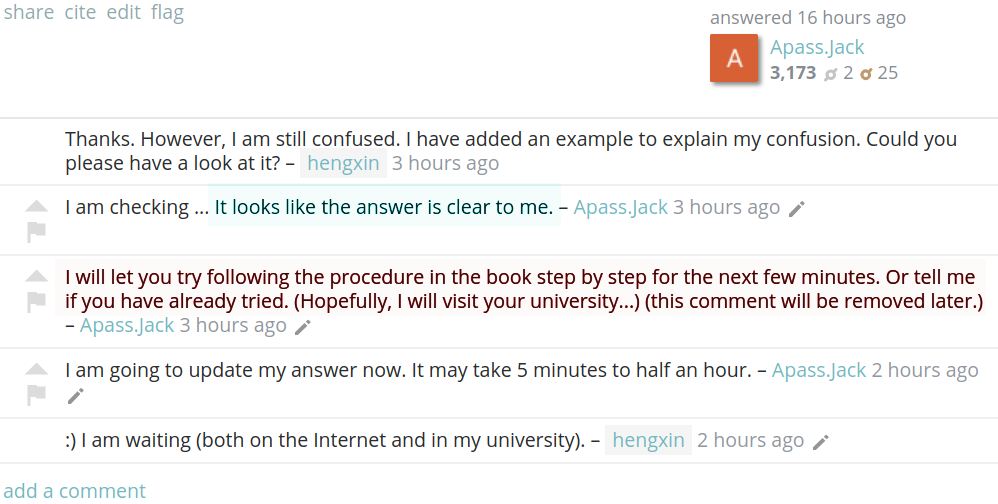 share cite edit flag
answered 16 hours ago
A
Apass.Jack
3,173 2 25
Thanks. However, I am still confused. I have added an example to explain my confusion. Could you
please have a look at it? – hengxin 3 hours ago
I am checking ... It looks like the answer is clear to me. – Apass.Jack 3 hours ago
I will let you try following the procedure in the book step by step for the next few minutes. Or tell me
if you have already tried. (Hopefully, I will visit your university...) (this comment will be removed later.)
– Apass.Jack 3 hours ago
I am going to update my answer now. It may take 5 minutes to half an hour. – Apass.Jack 2 hours ago
:) I am waiting (both on the Internet and in my university). – hengxin 2 hours ago
add a comment